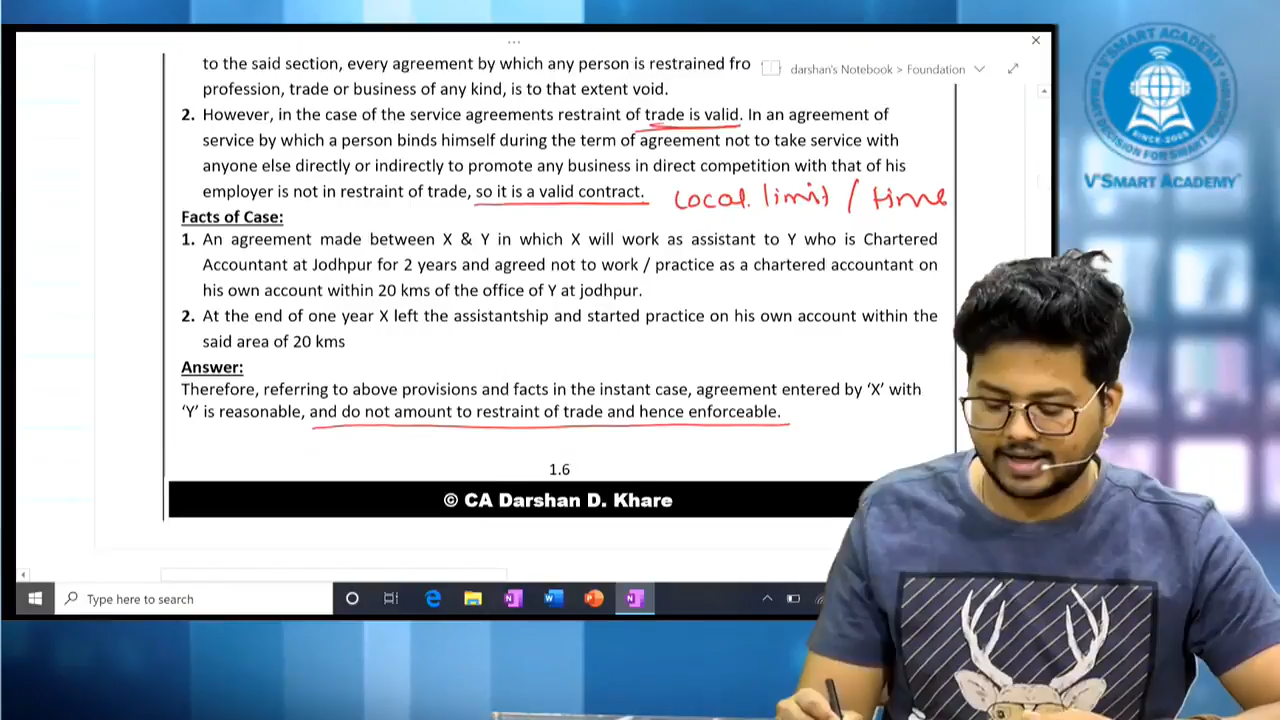 to the said section, every agreement by which any person is restrained fro
darshan's Notebook > Foundation
profession, trade or business of any kind, is to that extent void.
2. However, in the case of the service agreements restraint of trade is valid. In an agreement of
service by which a person binds himself during the term of agreement not to take service with
anyone else directly or indirectly to promote any business in direct competition with that of his
employer is not in restraint of trade, so it is a valid contract. Local limit / time
Facts of Case:
1. An agreement made between X & Y in which X will work as assistant to Y who is Chartered
Accountant at Jodhpur for 2 years and agreed not to work / practice as a chartered accountant on
his own account within 20 kms of the office of Y at jodhpur.
2. At the end of one year X left the assistantship and started practice on his own account within the
said area of 20 kms
Answer:
Therefore, referring to above provisions and facts in the instant case, agreement entered by ‘X’ with
‘Y’ is reasonable, and do not amount to restraint of trade and hence enforceable.
1.6
© CA Darshan D. Khare
Type here to search
V'SMART ACADEMY
SINCE-2005
V'SMART ACADEMY